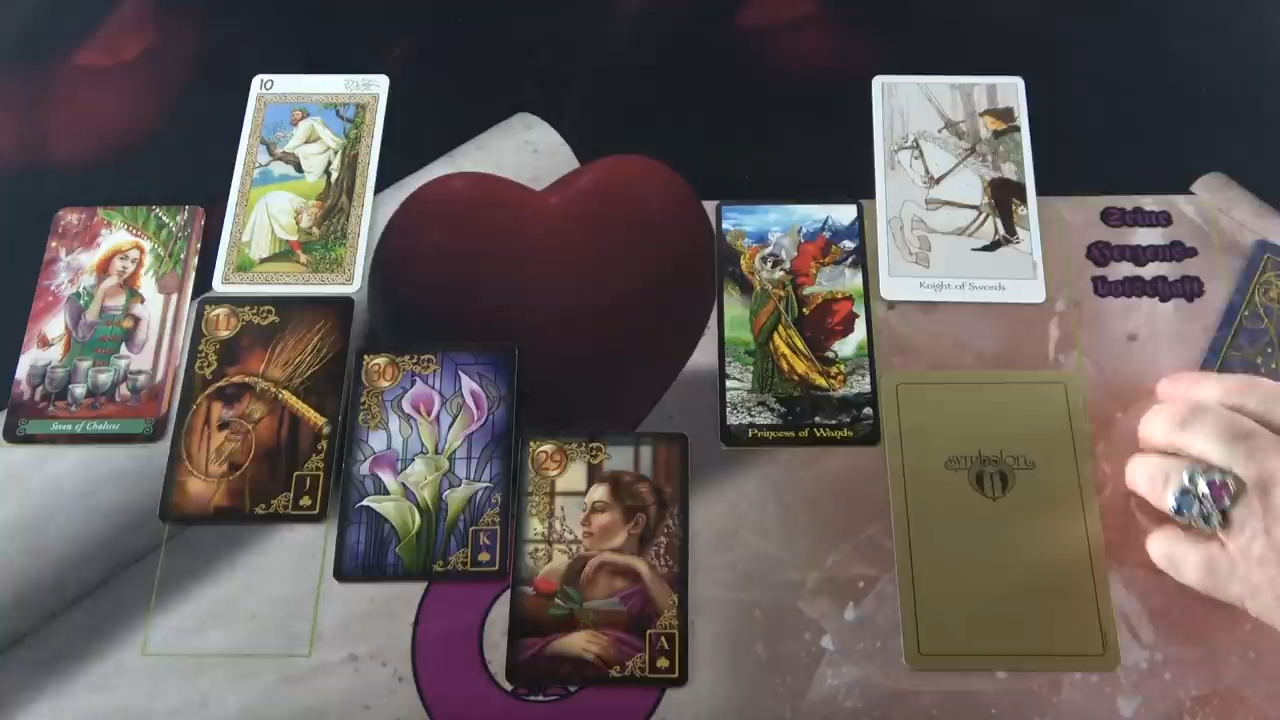 10
Knight of Swords
Seine
Herzens-
botschaft
Seven of Chalices
11
J
30
K
Princess of Wands
29
A
symbolon